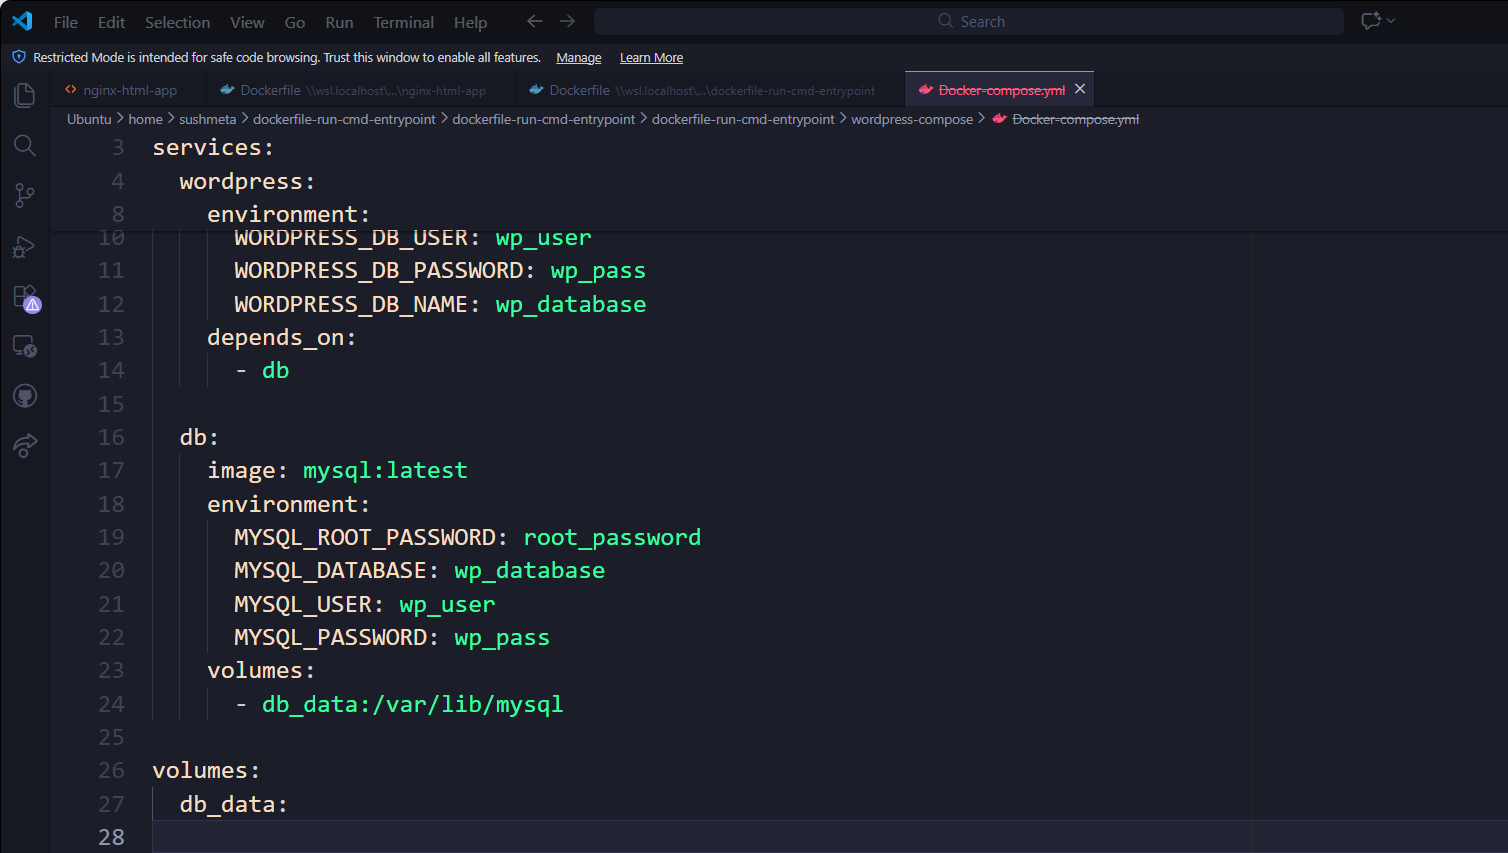 File Edit Selection View Go Run Terminal Help Search
Restricted Mode is intended for safe code browsing. Trust this window to enable all features. Manage Learn More
nginx-html-app Dockerfile \\wsl.localhost\...\nginx-html-app Dockerfile \\wsl.localhost\...\dockerfile-run-cmd-entrypoint Docker-compose.yml
Ubuntu > home > sushmeta > dockerfile-run-cmd-entrypoint > dockerfile-run-cmd-entrypoint > dockerfile-run-cmd-entrypoint > wordpress-compose > Docker-compose.yml
3 services:
4   wordpress:
8     environment:
10       WORDPRESS_DB_USER: wp_user
11       WORDPRESS_DB_PASSWORD: wp_pass
12       WORDPRESS_DB_NAME: wp_database
13     depends_on:
14       - db
15
16   db:
17     image: mysql:latest
18     environment:
19       MYSQL_ROOT_PASSWORD: root_password
20       MYSQL_DATABASE: wp_database
21       MYSQL_USER: wp_user
22       MYSQL_PASSWORD: wp_pass
23     volumes:
24       - db_data:/var/lib/mysql
25
26 volumes:
27   db_data:
28